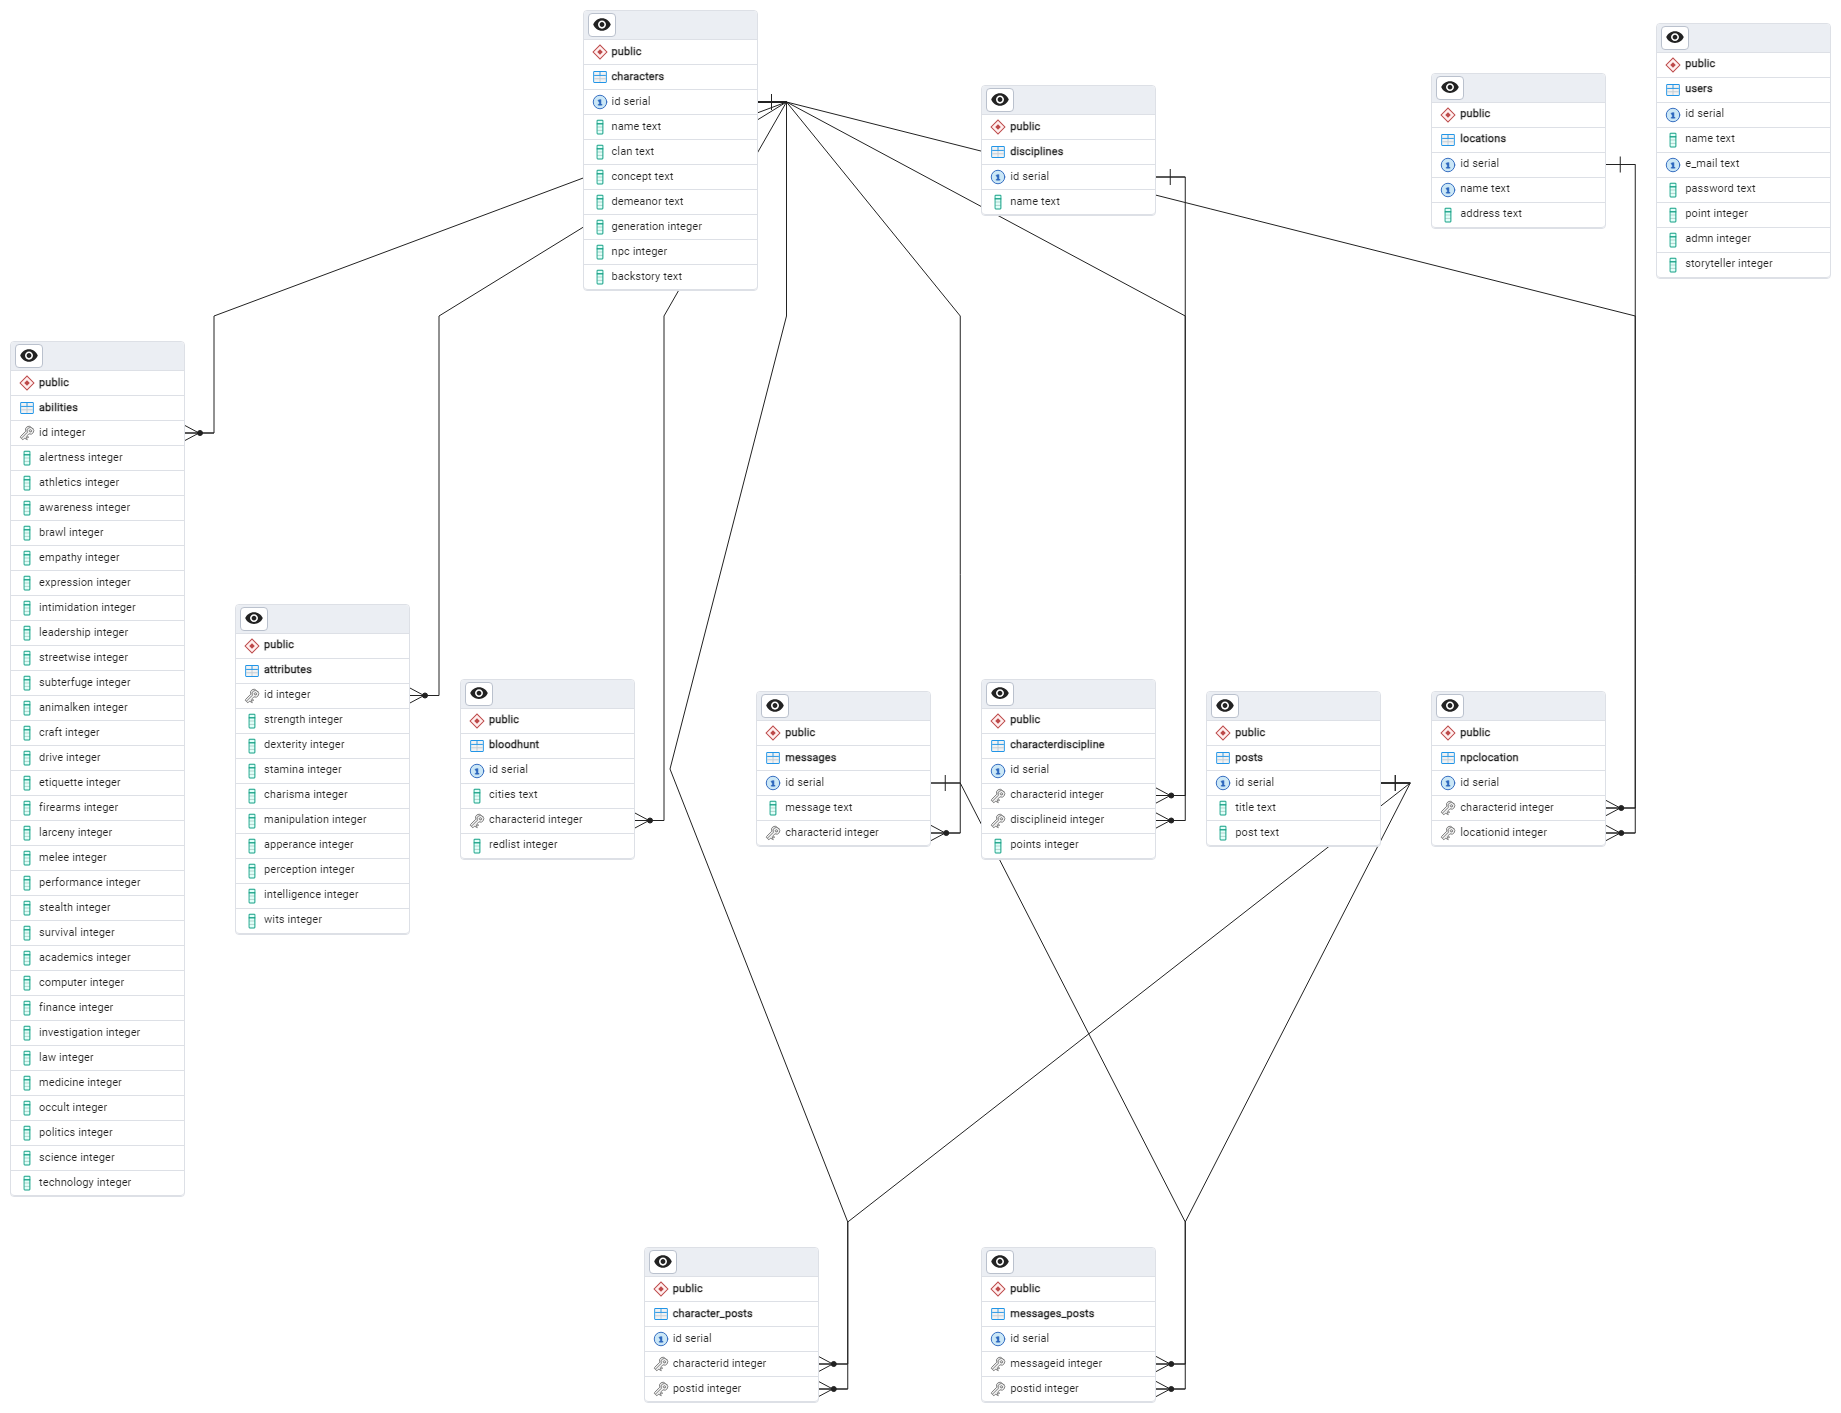 public
characters
id serial
name text
clan text
concept text
demeanor text
generation integer
npc integer
backstory text
public
disciplines
id serial
name text
public
locations
id serial
name text
address text
public
users
id serial
name text
e_mail text
password text
point integer
admn integer
storyteller integer
public
abilities
id integer
alertness integer
athletics integer
awareness integer
brawl integer
empathy integer
expression integer
intimidation integer
leadership integer
streetwise integer
subterfuge integer
animalken integer
craft integer
drive integer
etiquette integer
firearms integer
larceny integer
melee integer
performance integer
stealth integer
survival integer
academics integer
computer integer
finance integer
investigation integer
law integer
medicine integer
occult integer
politics integer
science integer
technology integer
public
attributes
id integer
strength integer
dexterity integer
stamina integer
charisma integer
manipulation integer
apperance integer
perception integer
intelligence integer
wits integer
public
bloodhunt
id serial
cities text
characterid integer
redlist integer
public
messages
id serial
message text
characterid integer
public
characterdiscipline
id serial
characterid integer
disciplineid integer
points integer
public
posts
id serial
title text
post text
public
npclocation
id serial
characterid integer
locationid integer
public
character_posts
id serial
characterid integer
postid integer
public
messages_posts
id serial
messageid integer
postid integer